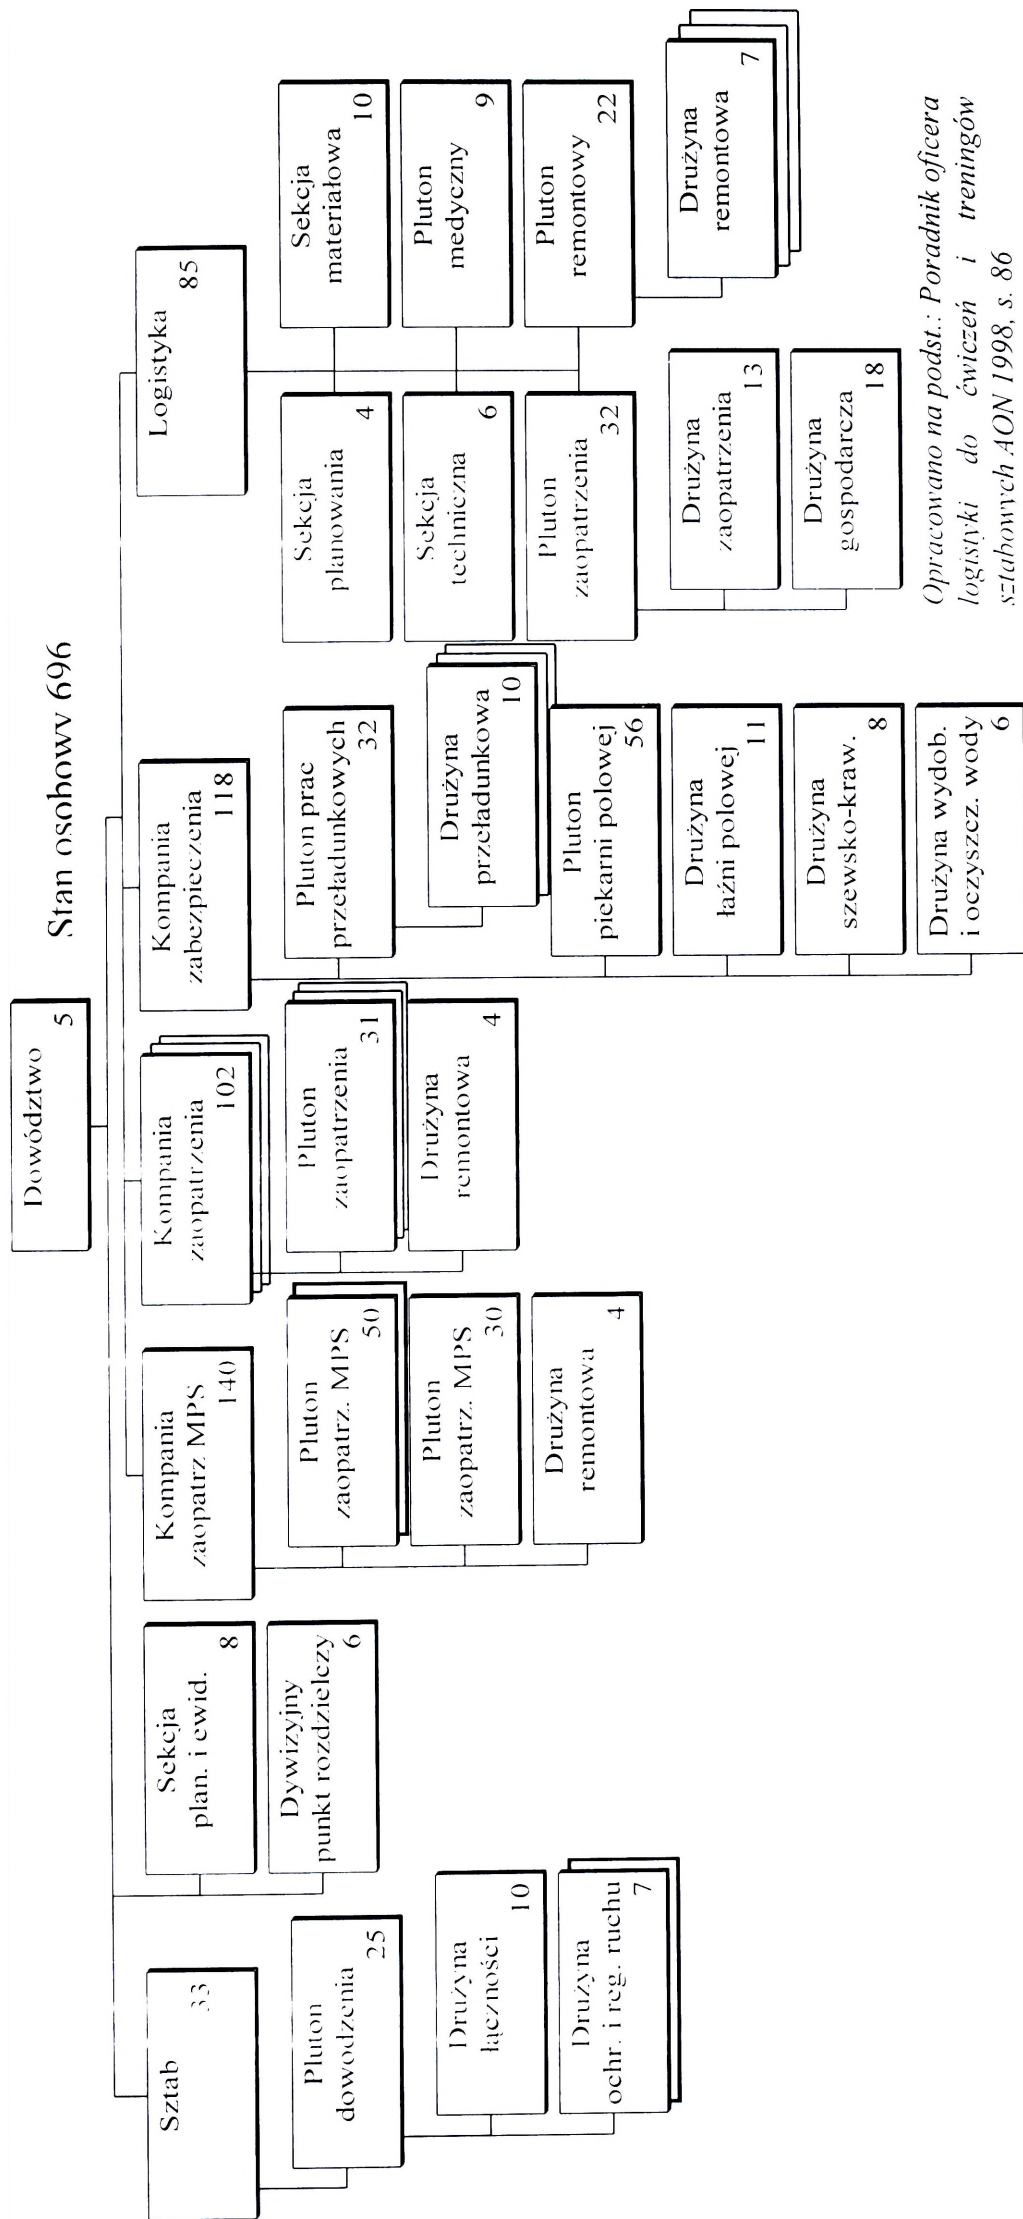 Dowództwo
5
Stan osobowy 696
Sztab
33
Pluton
dowodzenia
25
Drużyna
łączności
10
Drużyna
ochr. i reg. ruchu
7
Sekcja
plan. i ewid.
8
Dywizyjny
punkt rozdzielczy
6
Kompania
zaopatrz MPS
140
Pluton
zaopatrz. MPS
50
Pluton
zaopatrz. MPS
30
Drużyna
remontowa
4
Kompania
zaopatrzenia
102
Pluton
zaopatrzenia
31
Drużyna
remontowa
4
Kompania
zabezpieczenia
118
Pluton prac
przeładunkowych
32
Drużyna
przeładunkowa
10
Pluton
piekarni polowej
56
Drużyna
łaźni polowej
11
Drużyna
szewsko-kraw.
8
Drużyna wydob.
i oczyszcz. wody
6
Logistyka
85
Sekcja
planowania
4
Sekcja
materiałowa
10
Sekcja
techniczna
6
Pluton
medyczny
9
Pluton
zaopatrzenia
32
Pluton
remontowy
22
Drużyna
zaopatrzenia
13
Drużyna
gospodarcza
18
Drużyna
remontowa
7
Opracowano na podst.: Poradnik oficera
logistyki do ćwiczeń i treningów
sztabowych AON 1998, s. 86